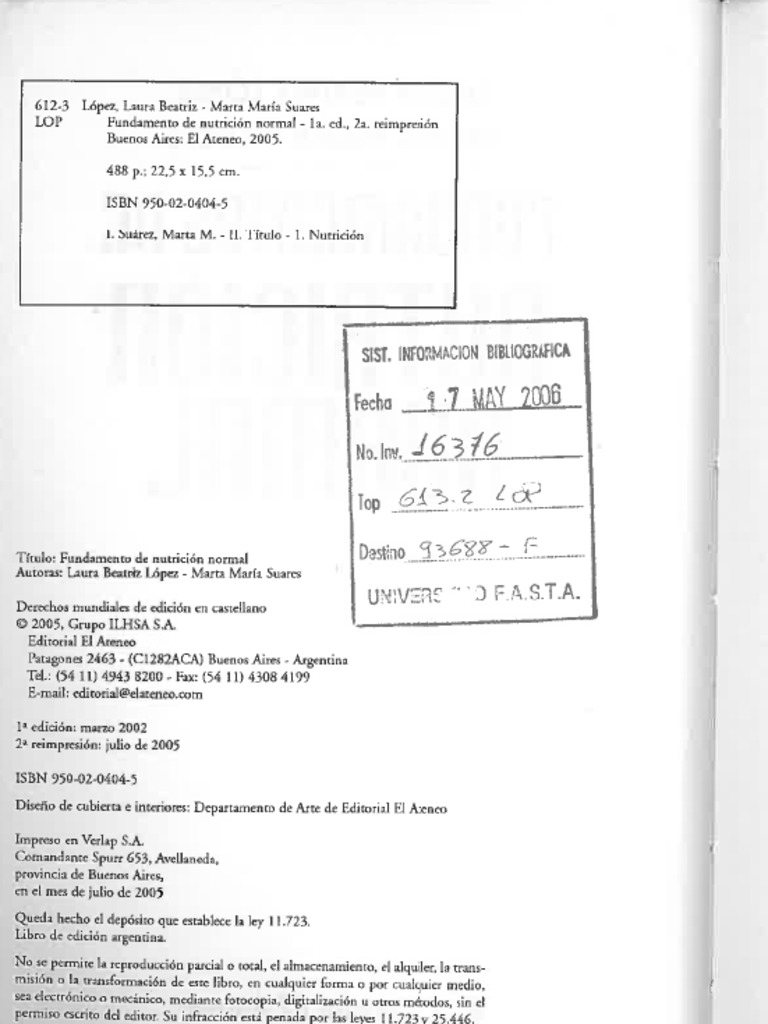 612-3 López, Laura Beatriz - Marta María Suares
LOP Fundamento de nutrición normal - 1a. ed., 2a. reimpresión
Buenos Aires: El Ateneo, 2005.
488 p.; 22,5 x 15,5 cm.
ISBN 950-02-0404-5
I. Suárez, Marta M. - II. Título - 1. Nutrición
SIST. INFORMACION BIBLIOGRAFICA
Fecha 17 MAY 2006
No. Inv. 16376
Top 613.2 LOP
Destino 93688 - F
F.A.S.T.A.
Título: Fundamento de nutrición normal
Autoras: Laura Beatriz López - Marta María Suares
Derechos mundiales de edición en castellano
© 2005, Grupo ILHSA S.A.
Editorial El Ateneo
Patagones 2463 - (C1282ACA) Buenos Aires - Argentina
Tel.: (54 11) 4943 8200 - Fax: (54 11) 4308 4199
E-mail: editorial@elateneo.com
1ª edición: marzo 2002
2ª reimpresión: julio de 2005
ISBN 950-02-0404-5
Diseño de cubierta e interiores: Departamento de Arte de Editorial El Ateneo
Impreso en Verlap S.A.
Comandante Spurr 653, Avellaneda,
provincia de Buenos Aires,
en el mes de julio de 2005
Queda hecho el depósito que establece la ley 11.723.
Libro de edición argentina.
No se permite la reproducción parcial o total, el almacenamiento, el alquiler, la trans-
misión o la transformación de este libro, en cualquier forma o por cualquier medio,
sea electrónico o mecánico, mediante fotocopia, digitalización u otros métodos, sin el
permiso escrito del editor. Su infracción está penada por las leyes 11.723 y 25.446.